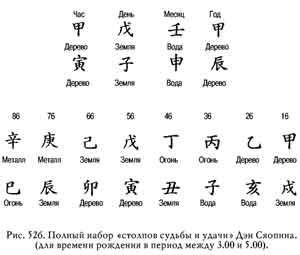 Час День Месяц Год
甲 戊 壬 甲
Дерево Земля Вода Дерево
寅 子 申 辰
Дерево Земля Вода Дерево
86 76 66 56 46 36 26 16
辛 庚 己 戊 丁 丙 乙 甲
Металл Металл Земля Земля Огонь Огонь Дерево Дерево
巳 辰 卯 寅 丑 子 亥 戌
Огонь Земля Дерево Дерево Земля Вода Вода Земля
Рис. 526. Полный набор «столпов судьбы и удачи» Дэн Сяопина.
(для времени рождения в период между 3.00 и 5.00).